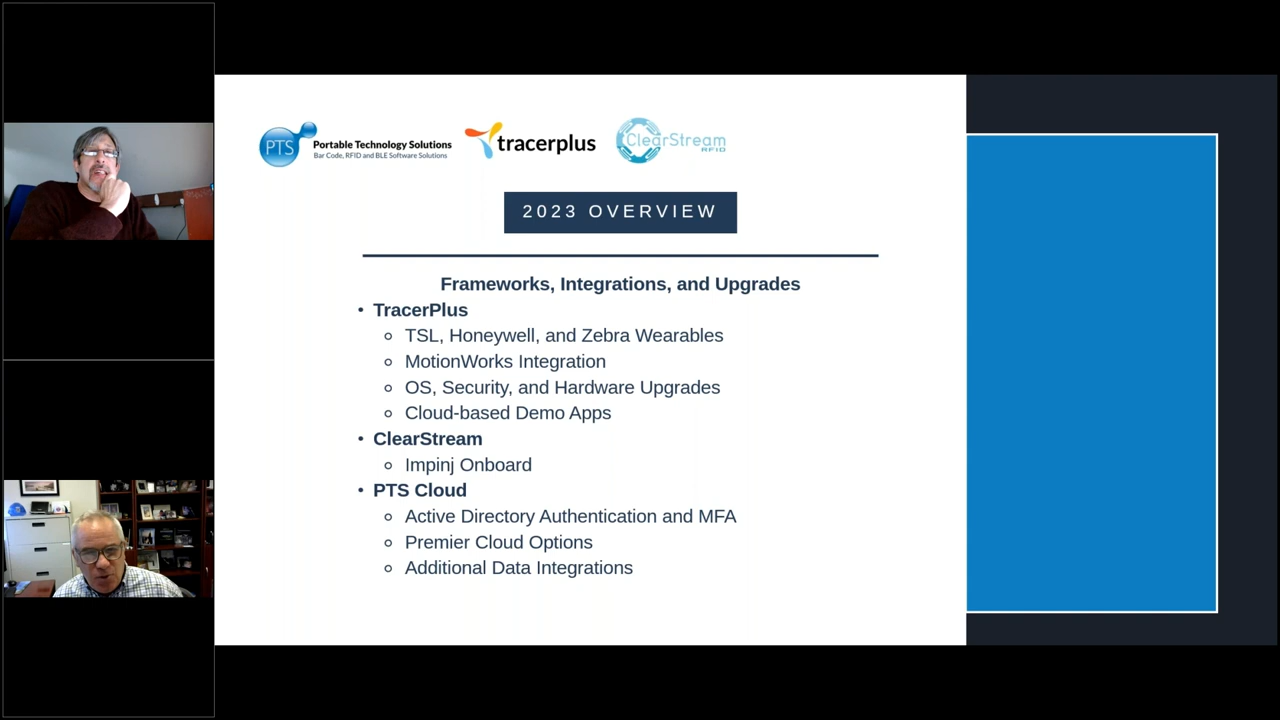 PTS
Portable Technology Solutions
Bar Code, RFID and BLE Software Solutions
tracerplus
ClearStream
RFID
2023 OVERVIEW
Frameworks, Integrations, and Upgrades
• TracerPlus
TSL, Honeywell, and Zebra Wearables
MotionWorks Integration
OS, Security, and Hardware Upgrades
Cloud-based Demo Apps
• ClearStream
Impinj Onboard
• PTS Cloud
Active Directory Authentication and MFA
Premier Cloud Options
Additional Data Integrations